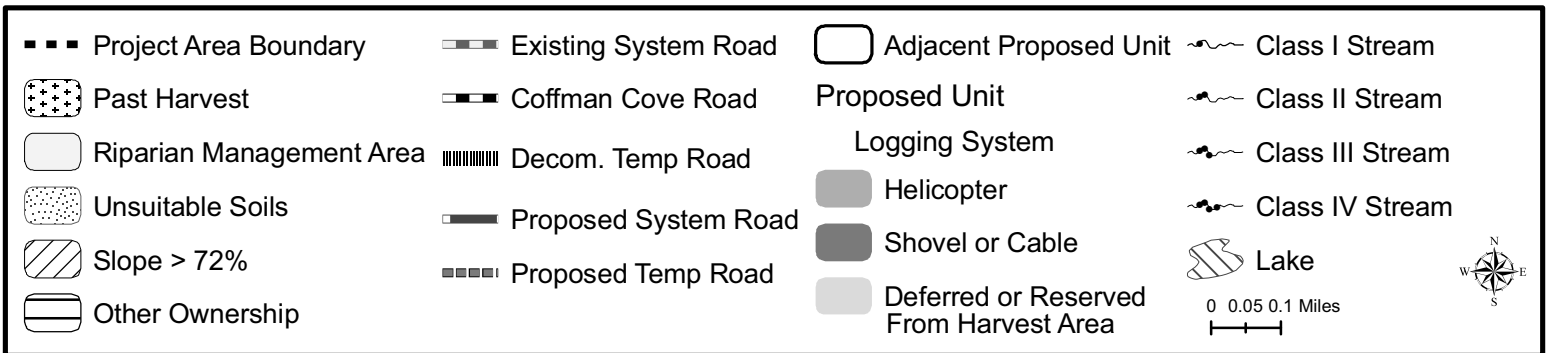 Project Area Boundary
Past Harvest
Riparian Management Area
Unsuitable Soils
Slope > 72%
Other Ownership
Existing System Road
Coffman Cove Road
Decom. Temp Road
Proposed System Road
Proposed Temp Road
Adjacent Proposed Unit
Proposed Unit
Logging System
Helicopter
Shovel or Cable
Deferred or Reserved
From Harvest Area
Class I Stream
Class II Stream
Class III Stream
Class IV Stream
Lake
0 0.05 0.1 Miles
N
W E
S